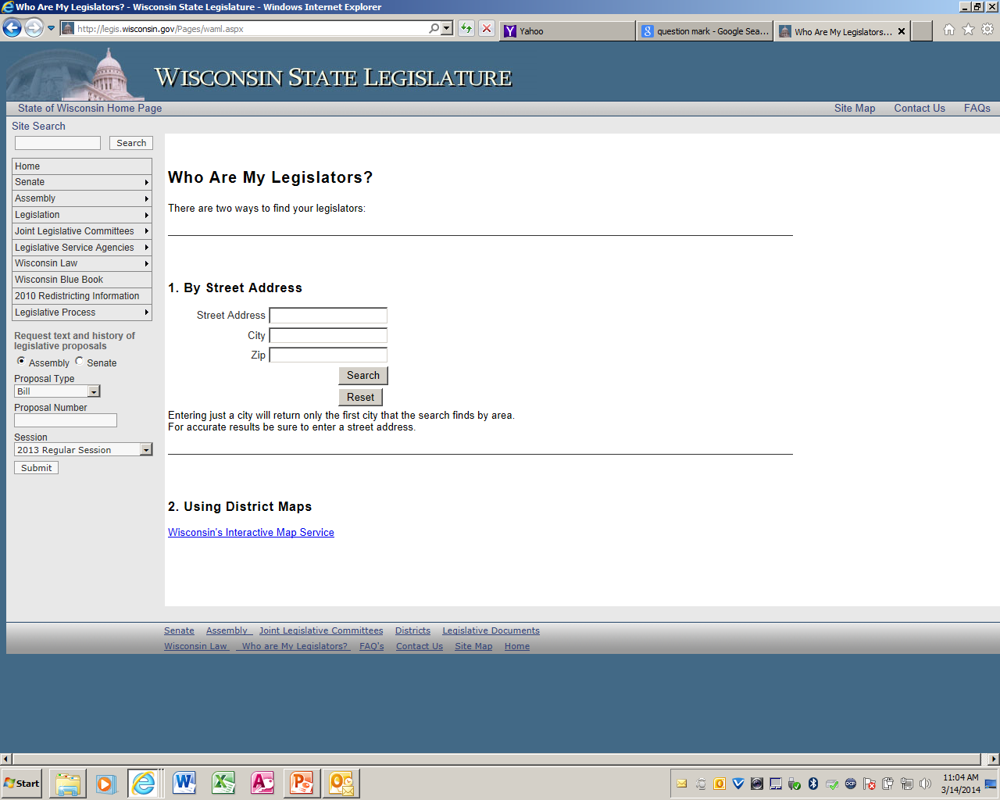 Who Are My Legislators? - Wisconsin State Legislature - Windows Internet Explorer
http://legis.wisconsin.gov/Pages/waml.aspx
Yahoo
question mark - Google Sea...
Who Are My Legislators...
WISCONSIN STATE LEGISLATURE
State of Wisconsin Home Page
Site Map
Contact Us
FAQs
Site Search
Search
Home
Senate
Assembly
Legislation
Joint Legislative Committees
Legislative Service Agencies
Wisconsin Law
Wisconsin Blue Book
2010 Redistricting Information
Legislative Process
Request text and history of
legislative proposals
Assembly Senate
Proposal Type
Bill
Proposal Number
Session
2013 Regular Session
Submit
Who Are My Legislators?
There are two ways to find your legislators:
1. By Street Address
Street Address
City
Zip
Search
Reset
Entering just a city will return only the first city that the search finds by area.
For accurate results be sure to enter a street address.
2. Using District Maps
Wisconsin's Interactive Map Service
Senate Assembly Joint Legislative Committees Districts Legislative Documents
Wisconsin Law Who are My Legislators? FAQ's Contact Us Site Map Home
Start
11:04 AM
3/14/2014